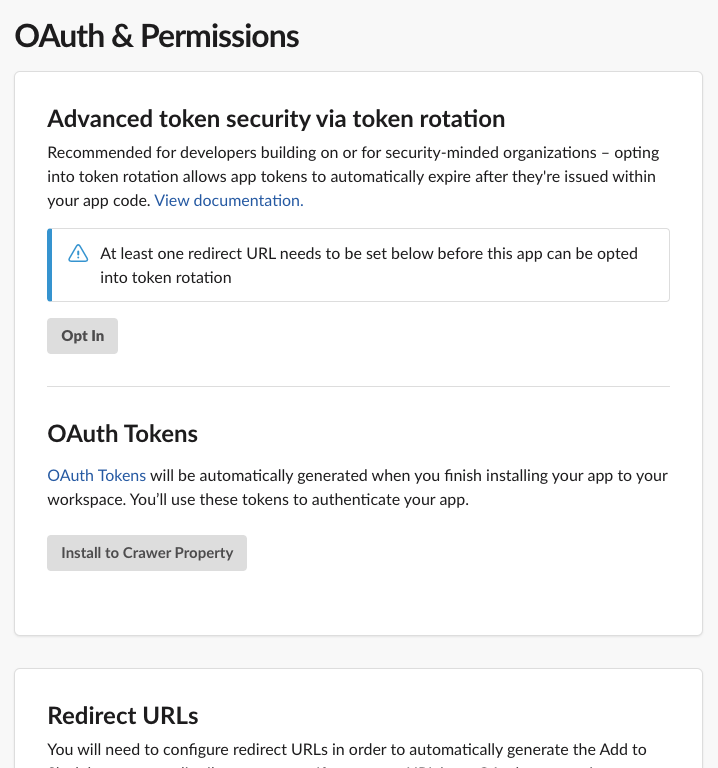 OAuth & Permissions
Advanced token security via token rotation
Recommended for developers building on or for security-minded organizations – opting
into token rotation allows app tokens to automatically expire after they're issued within
your app code. View documentation.
At least one redirect URL needs to be set below before this app can be opted
into token rotation
Opt In
OAuth Tokens
OAuth Tokens will be automatically generated when you finish installing your app to your
workspace. You’ll use these tokens to authenticate your app.
Install to Crawer Property
Redirect URLs
You will need to configure redirect URLs in order to automatically generate the Add to